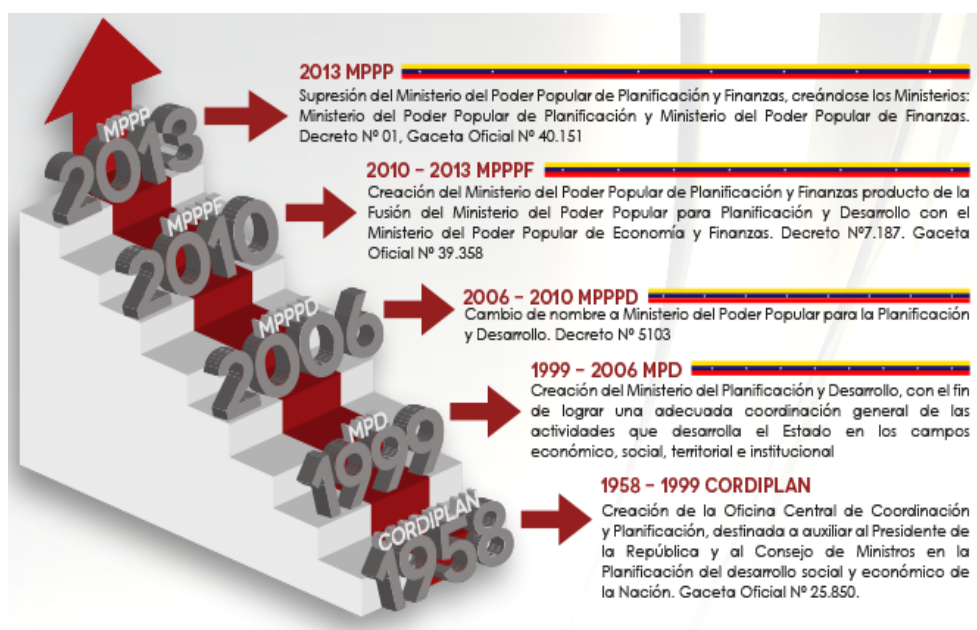 2013 MPPP
Supresión del Ministerio del Poder Popular de Planificación y Finanzas, creándose los Ministerios:
Ministerio del Poder Popular de Planificación y Ministerio del Poder Popular de Finanzas.
Decreto Nº 01, Gaceta Oficial Nº 40.151
2010 – 2013 MPPPF
Creación del Ministerio del Poder Popular de Planificación y Finanzas producto de la
Fusión del Ministerio del Poder Popular para Planificación y Desarrollo con el
Ministerio del Poder Popular de Economía y Finanzas. Decreto Nº7.187. Gaceta
Oficial Nº 39.358
2006 – 2010 MPPPD
Cambio de nombre a Ministerio del Poder Popular para la Planificación
y Desarrollo. Decreto Nº 5103
1999 – 2006 MPD
Creación del Ministerio del Planificación y Desarrollo, con el fin
de lograr una adecuada coordinación general de las
actividades que desarrolla el Estado en los campos
económico, social, territorial e institucional
1958 – 1999 CORDIPLAN
Creación de la Oficina Central de Coordinación
y Planificación, destinada a auxiliar al Presidente de
la República y al Consejo de Ministros en la
Planificación del desarrollo social y económico de
la Nación. Gaceta Oficial Nº 25.850.
MPPP
2013
MPPPF
2010
MPPPD
2006
MPD
1999
CORDIPLAN
1958